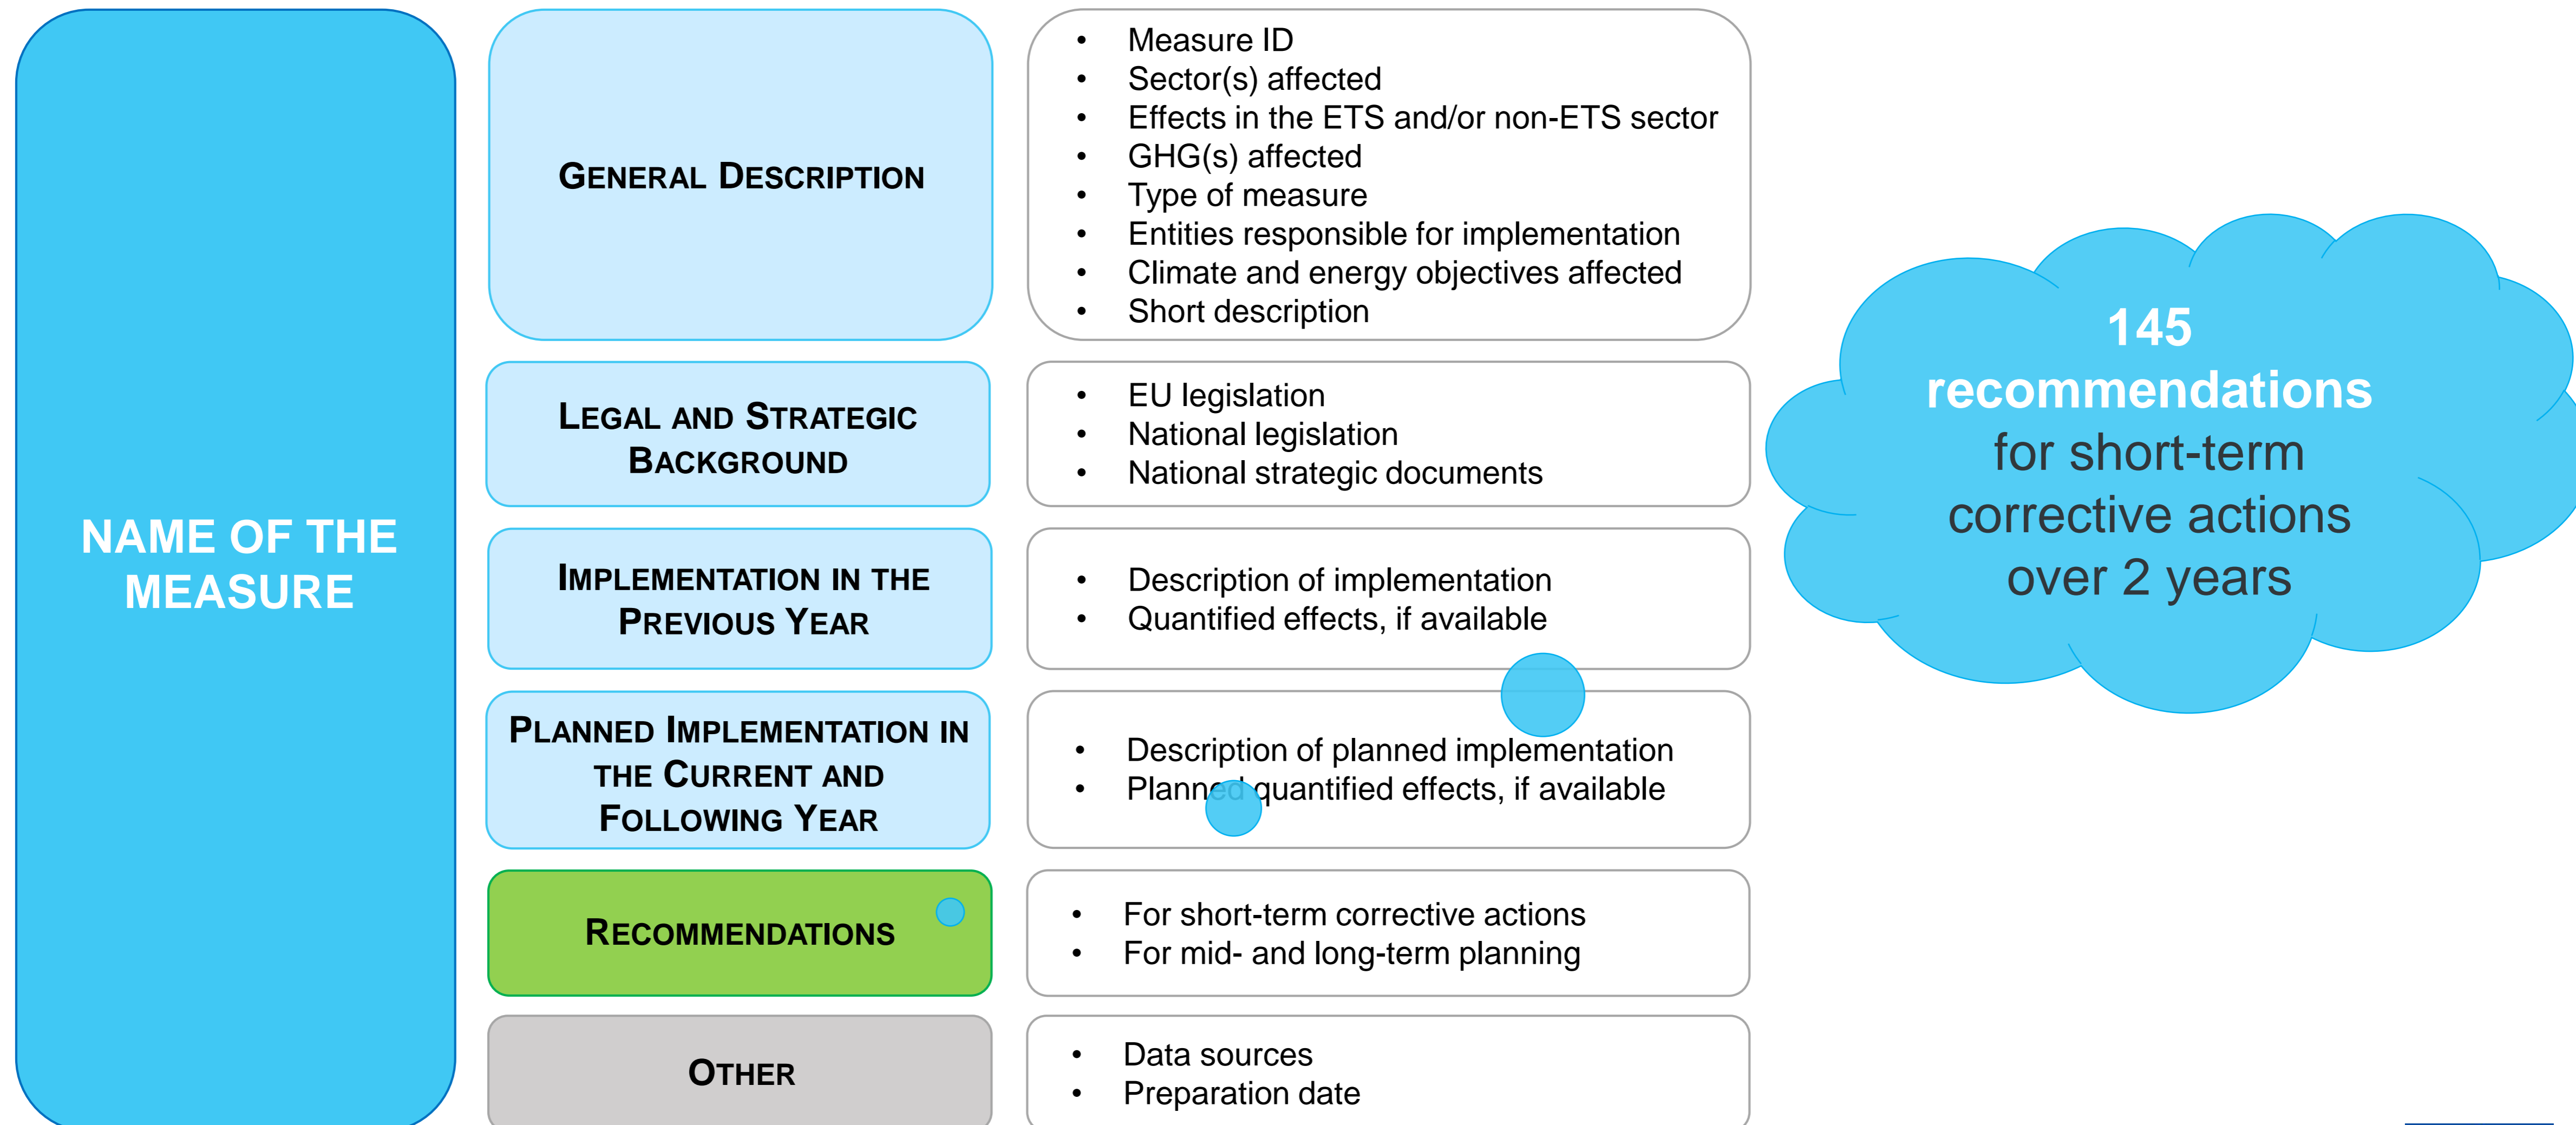 NAME OF THE
MEASURE
GENERAL DESCRIPTION
• Measure ID
• Sector(s) affected
• Effects in the ETS and/or non-ETS sector
• GHG(s) affected
• Type of measure
• Entities responsible for implementation
• Climate and energy objectives affected
• Short description
LEGAL AND STRATEGIC
BACKGROUND
• EU legislation
• National legislation
• National strategic documents
IMPLEMENTATION IN THE
PREVIOUS YEAR
• Description of implementation
• Quantified effects, if available
PLANNED IMPLEMENTATION IN
THE CURRENT AND
FOLLOWING YEAR
• Description of planned implementation
• Planned quantified effects, if available
RECOMMENDATIONS
• For short-term corrective actions
• For mid- and long-term planning
OTHER
• Data sources
• Preparation date
145
recommendations
for short-term
corrective actions
over 2 years